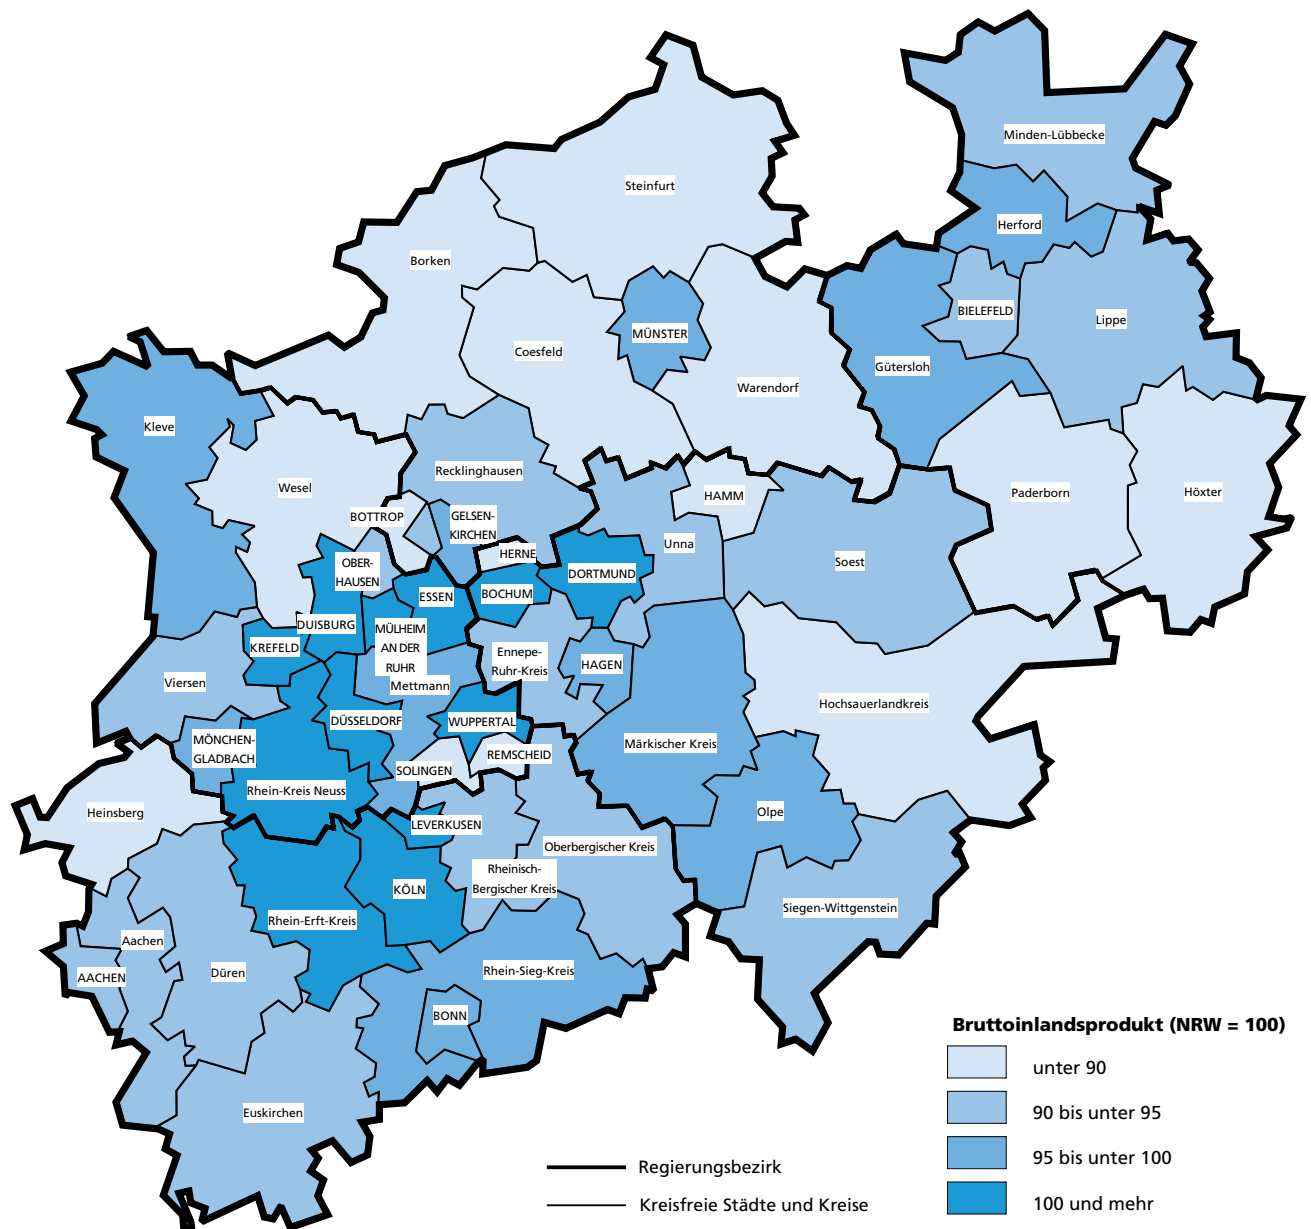 Minden-Lübbecke
Steinfurt
Herford
Borken
BIELEFELD
Lippe
MÜNSTER
Coesfeld
Gütersloh
Warendorf
Kleve
Recklinghausen
Wesel
HAMM
Paderborn
Höxter
BOTTROP
GELSEN-
KIRCHEN
Unna
HERNE
Soest
OBER-
HAUSEN
DORTMUND
ESSEN
BOCHUM
DUISBURG
MÜLHEIM
AN DER
RUHR
KREFELD
Ennepe-
Ruhr-Kreis
HAGEN
Viersen
Mettmann
Hochsauerlandkreis
DÜSSELDORF
WUPPERTAL
MÖNCHEN-
GLADBACH
Märkischer Kreis
REMSCHEID
SOLINGEN
Rhein-Kreis Neuss
Heinsberg
Olpe
LEVERKUSEN
Oberbergischer Kreis
Rheinisch-
Bergischer Kreis
KÖLN
Siegen-Wittgenstein
Rhein-Erft-Kreis
Aachen
AACHEN
Düren
Rhein-Sieg-Kreis
BONN
Euskirchen
Bruttoinlandsprodukt (NRW = 100)
unter 90
90 bis unter 95
95 bis unter 100
100 und mehr
Regierungsbezirk
Kreisfreie Städte und Kreise